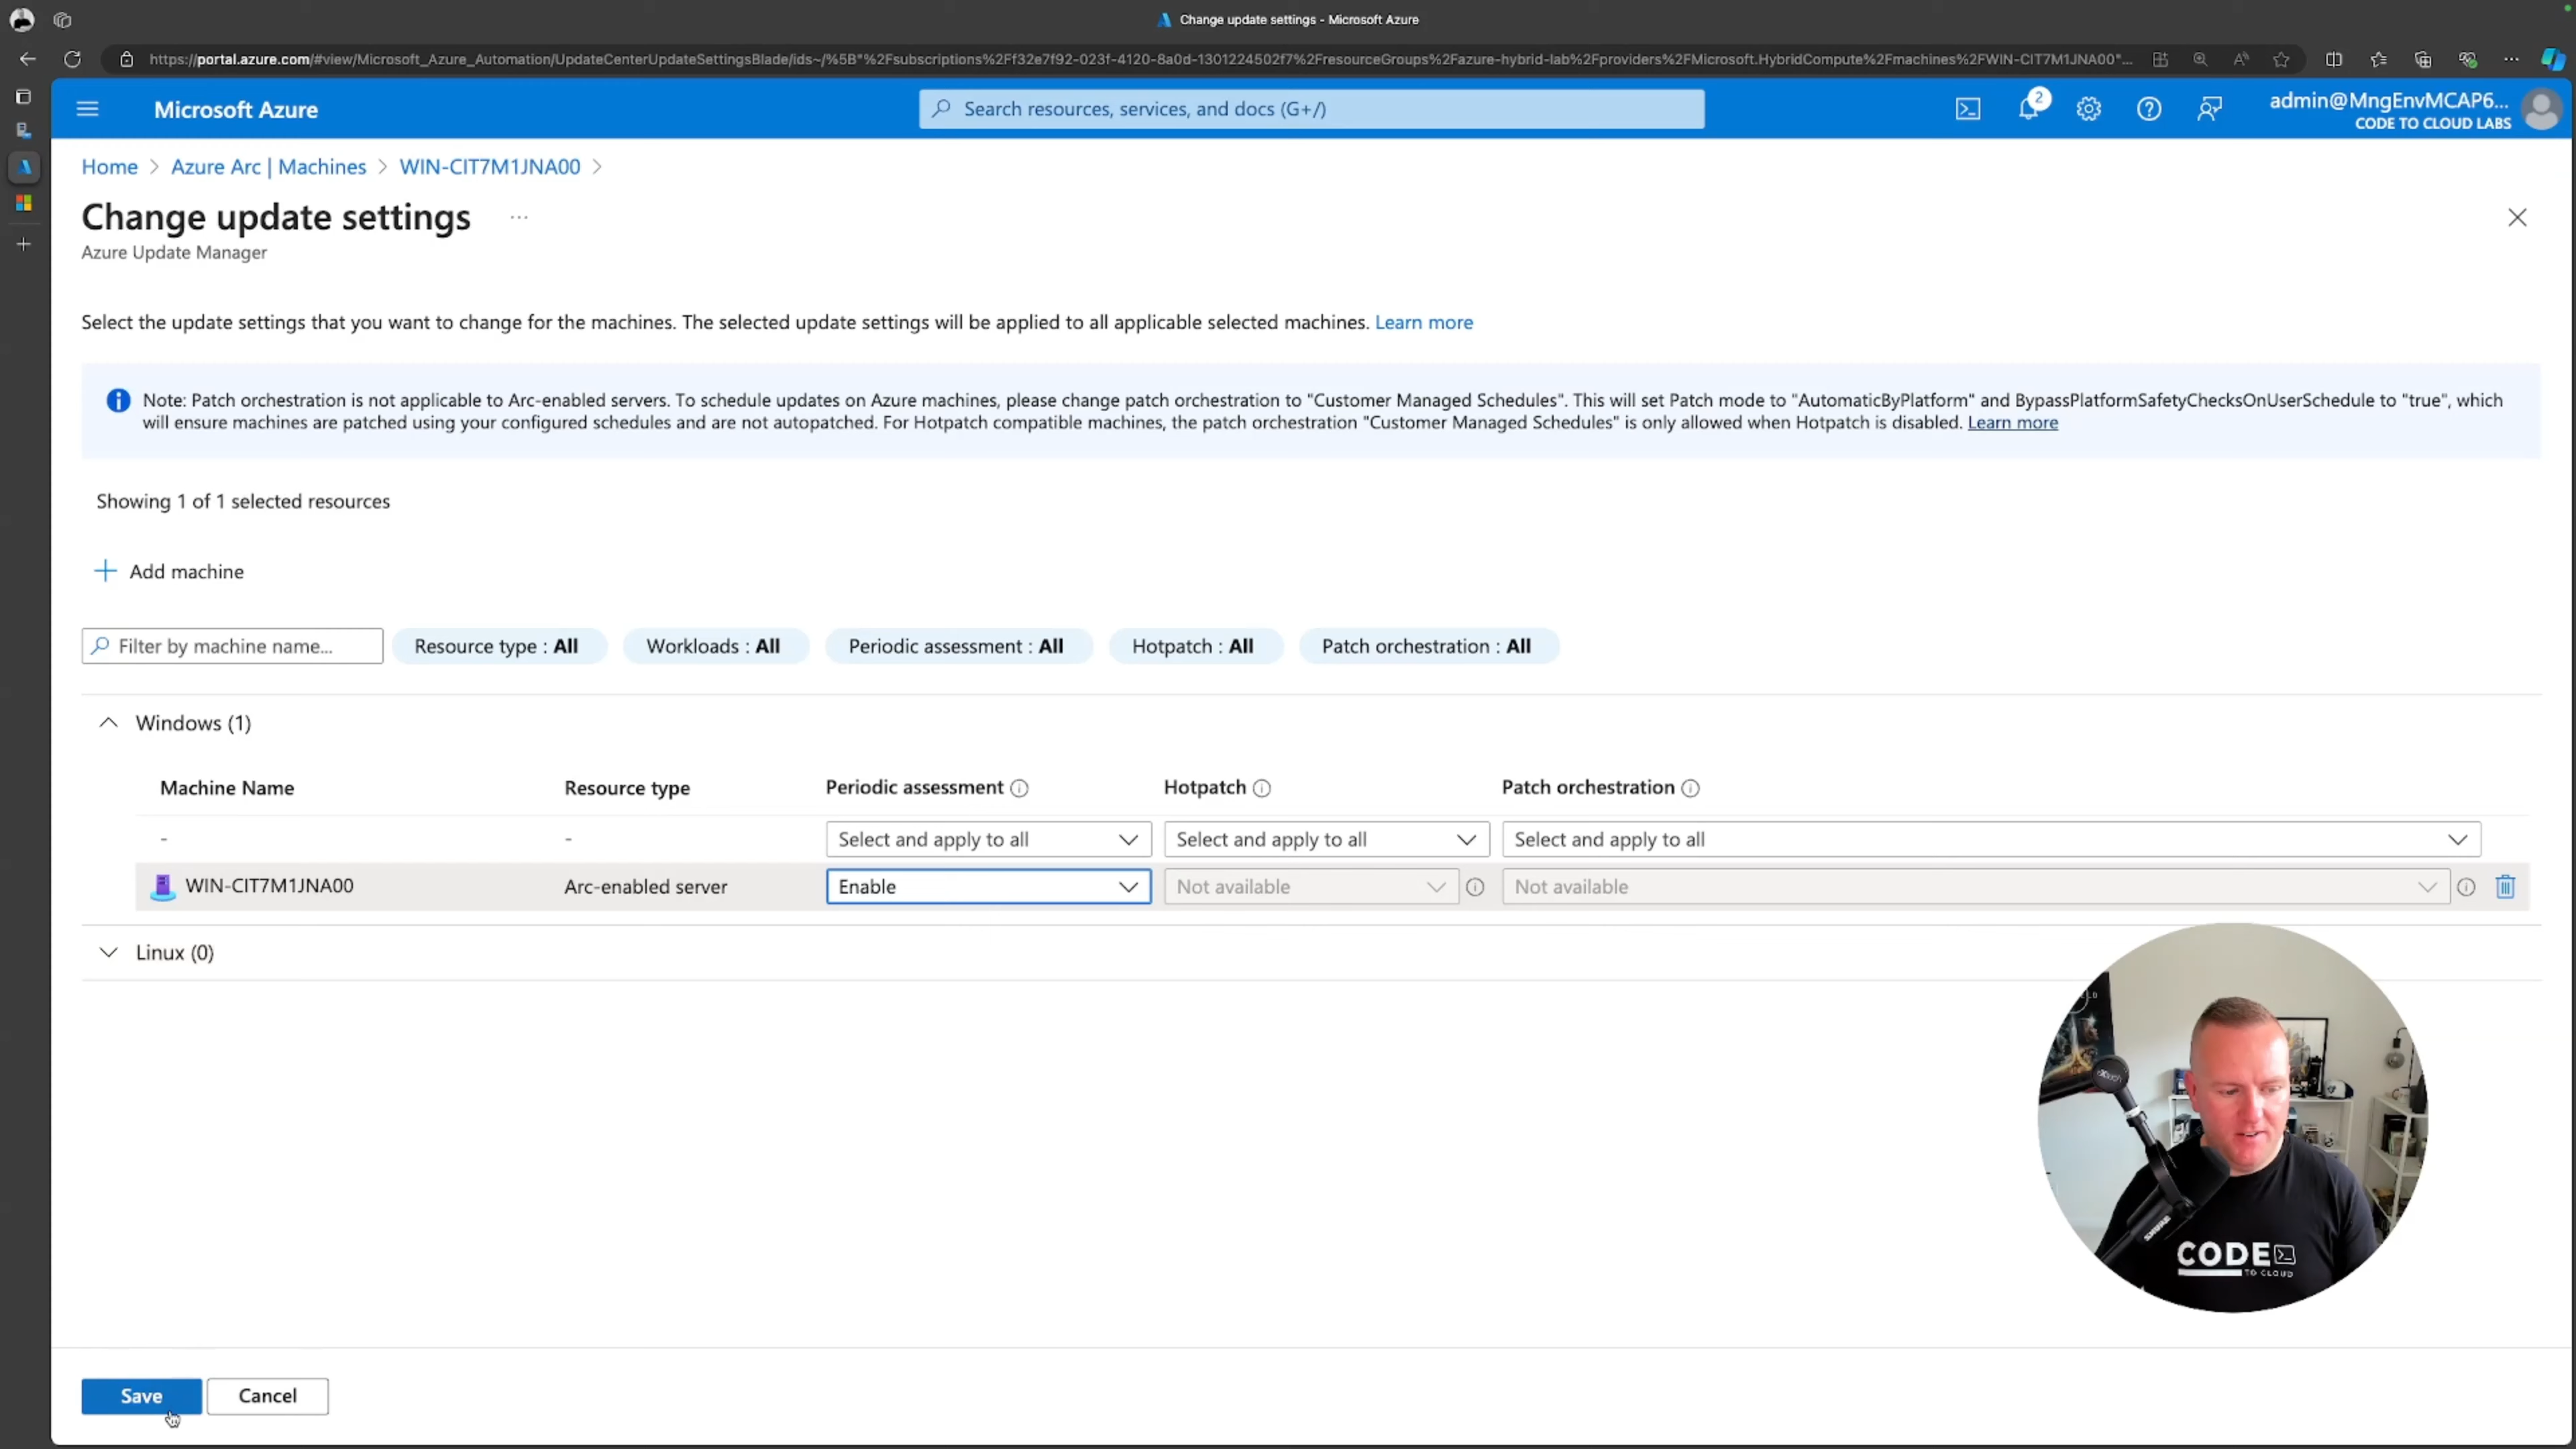 Change update settings - Microsoft Azure
https://portal.azure.com/#view/Microsoft_Azure_Automation/UpdateCenterUpdateSettingsBlade/ids~/%5B"%2Fsubscriptions%2Ff32e7f92-023f-4120-8a0d-1301224502f7%2FresourceGroups%2Fazure-hybrid-lab%2Fproviders%2FMicrosoft.HybridCompute%2Fmachines%2FWIN-CIT7M1JNA00"...
Microsoft Azure
Search resources, services, and docs (G+/)
2
admin@MngEnvMCAP6...
CODE TO CLOUD LABS
Home > Azure Arc | Machines > WIN-CIT7M1JNA00 >
Change update settings ...
Azure Update Manager
Select the update settings that you want to change for the machines. The selected update settings will be applied to all applicable selected machines. Learn more
Note: Patch orchestration is not applicable to Arc-enabled servers. To schedule updates on Azure machines, please change patch orchestration to "Customer Managed Schedules". This will set Patch mode to "AutomaticByPlatform" and BypassPlatformSafetyChecksOnUserSchedule to "true", which
will ensure machines are patched using your configured schedules and are not autopatched. For Hotpatch compatible machines, the patch orchestration "Customer Managed Schedules" is only allowed when Hotpatch is disabled. Learn more
Showing 1 of 1 selected resources
Add machine
Filter by machine name... Resource type : All Workloads : All Periodic assessment : All Hotpatch : All Patch orchestration : All
Windows (1)
Machine Name Resource type Periodic assessment Hotpatch Patch orchestration
- - Select and apply to all Select and apply to all Select and apply to all
WIN-CIT7M1JNA00 Arc-enabled server Enable Not available Not available
Linux (0)
CODE
TO CLOUD
Save Cancel